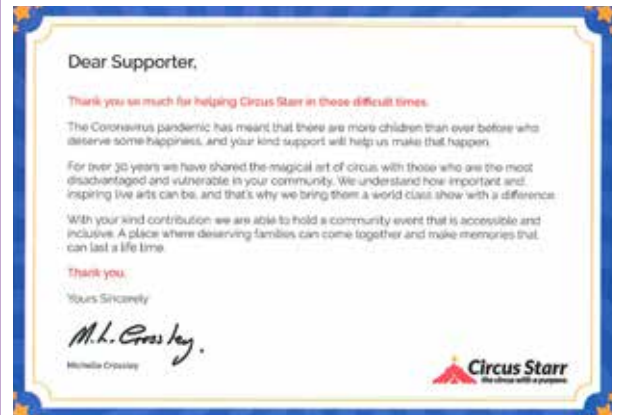 Dear Supporter,
Thank you so much for helping Circus Starr in these difficult times.
The Coronavirus pandemic has meant that there are more children than ever before who
deserve some happiness, and your kind support will help us make that happen.
For over 30 years we have shared the magical art of circus with those who are the most
disadvantaged and vulnerable in your community. We understand how important and
inspiring live arts can be, and that's why we bring them a world class show with a difference.
With your kind contribution we are able to hold a community event that is accessible and
inclusive. A place where deserving families can come together and make memories that
can last a life time.
Thank you.
Yours Sincerely
M.L. Crossley.
Michelle Crossley
Circus Starr
the circus with a purpose